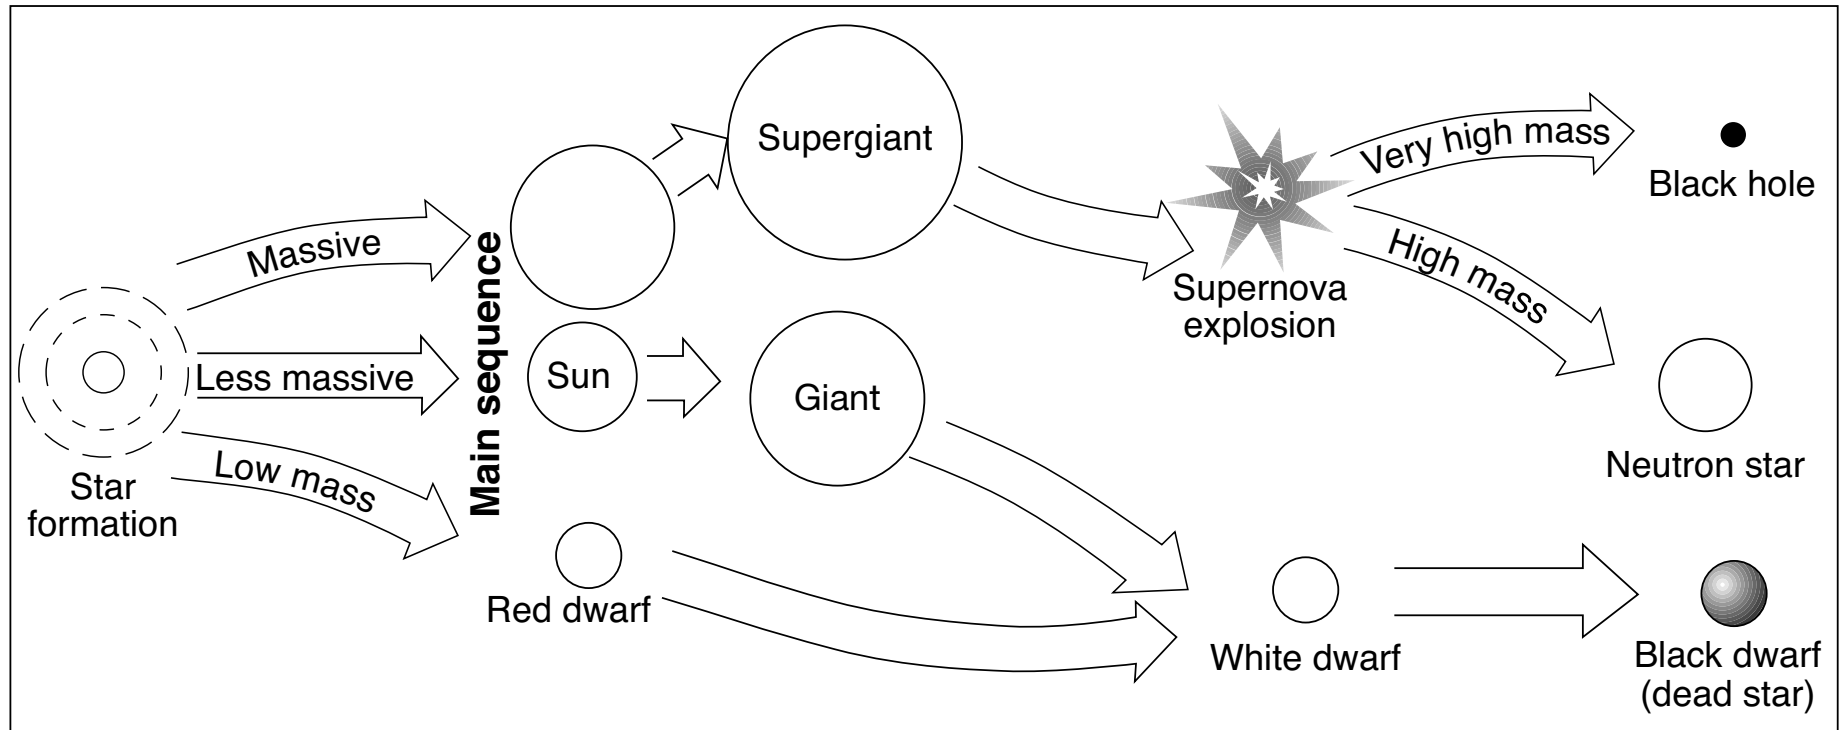 Star
formation
Massive
Less massive
Low mass
Main sequence
Supergiant
Sun
Giant
Red dwarf
Supernova
explosion
Very high mass
High mass
Black hole
Neutron star
White dwarf
Black dwarf
(dead star)